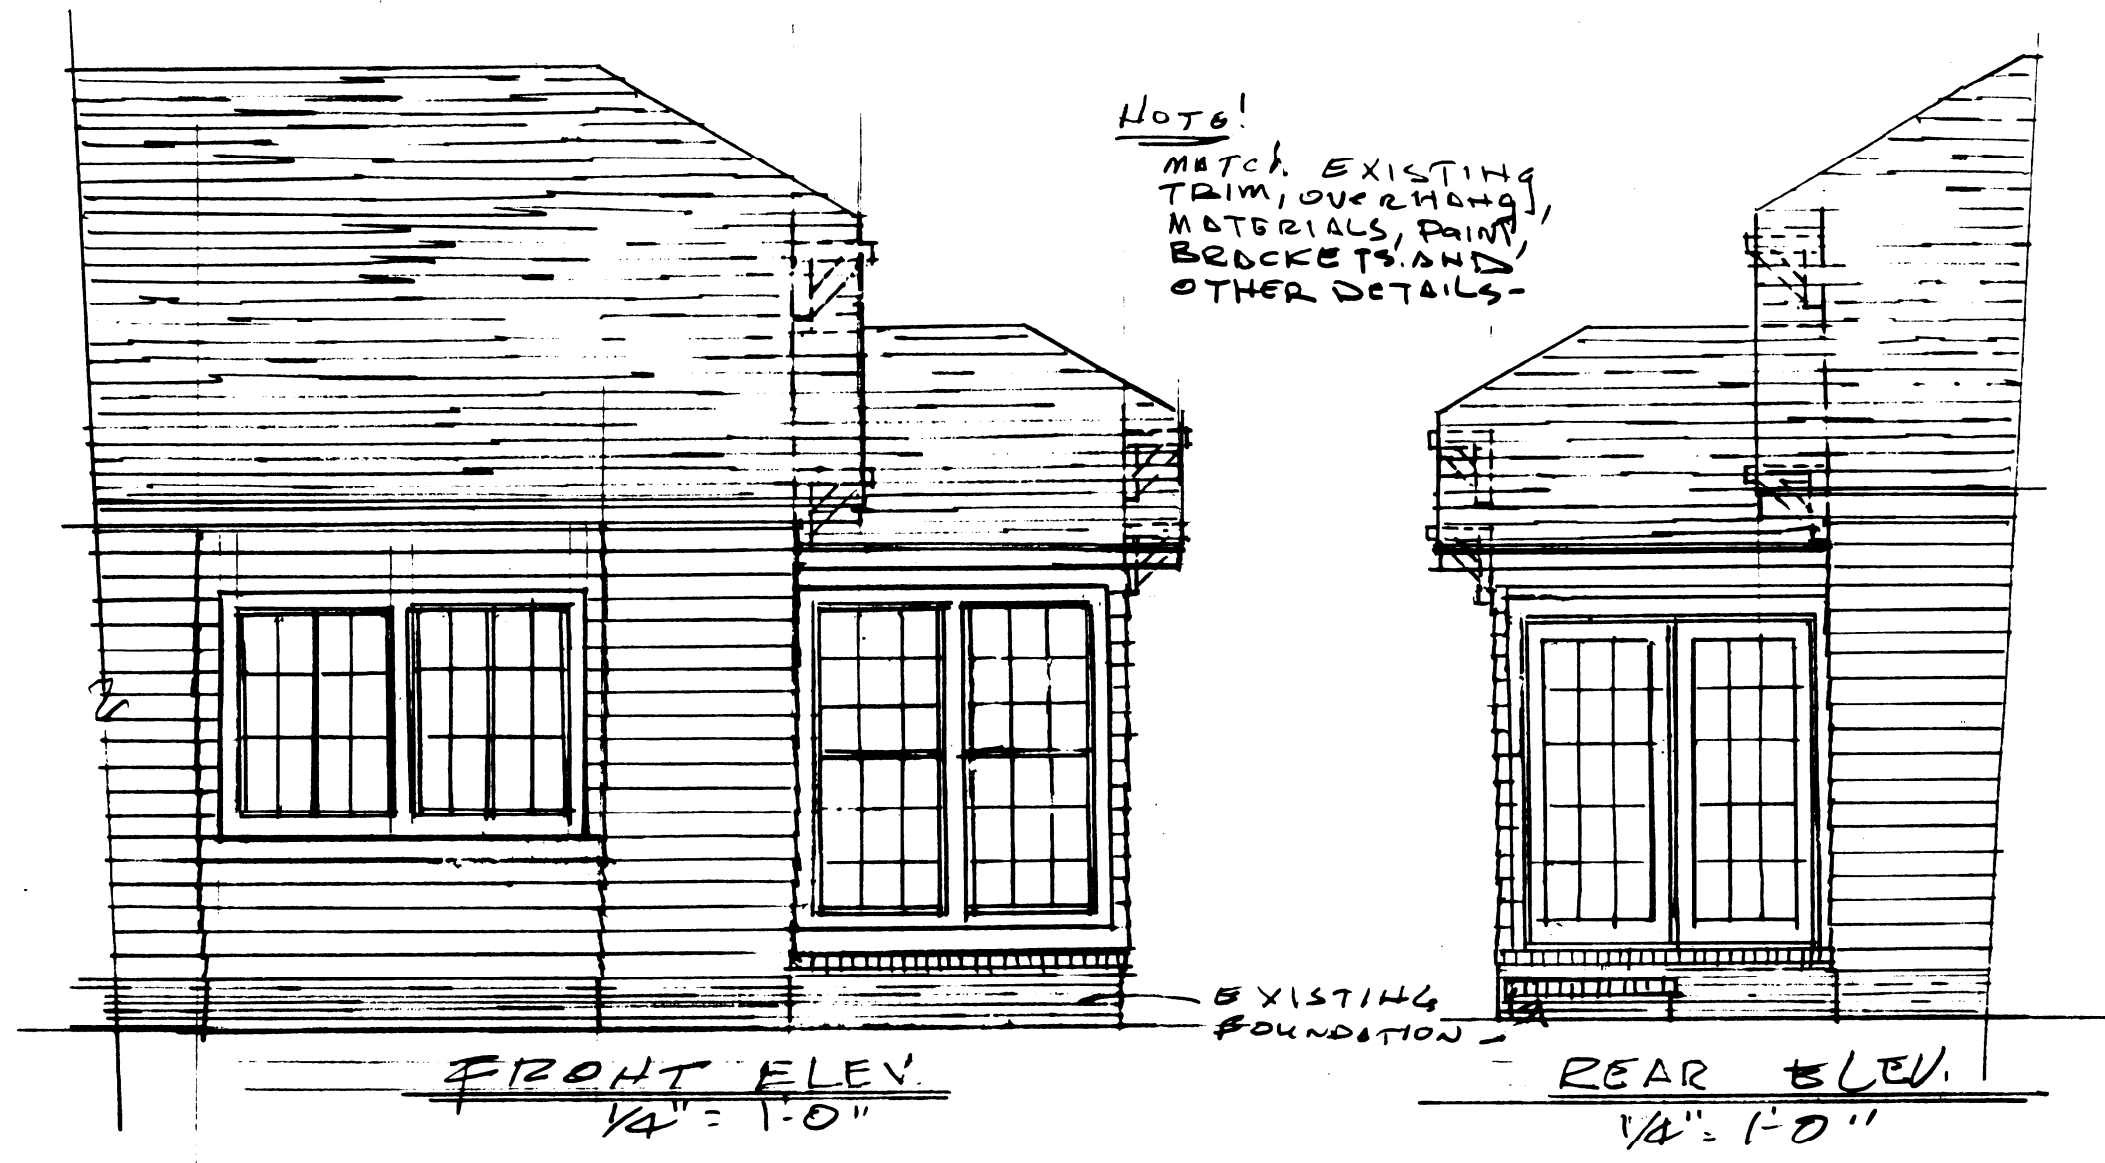 NOTE!
MATCH EXISTING
TRIM, OVERHANG,
MATERIALS, PAINT,
BRACKETS AND
OTHER DETAILS-
EXISTING
FOUNDATION -
FRONT ELEV.
1/4" = 1'-0"
REAR ELEV.
1/4" = 1'-0"